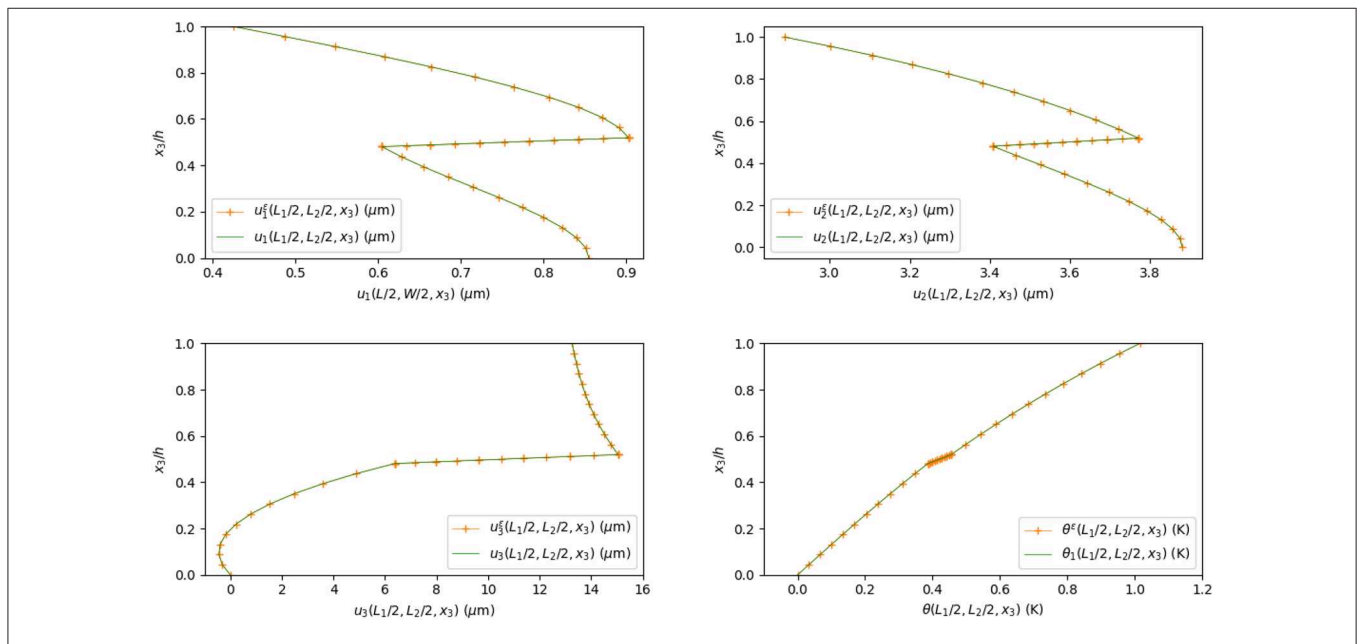 1.0
0.8
0.6
0.4
0.2
0.0
x₃/h
u₁^ε(L₁/2, L₂/2, x₃) (μm)
u₁(L₁/2, L₂/2, x₃) (μm)
0.4 0.5 0.6 0.7 0.8 0.9
u₁(L/2, W/2, x₃) (μm)
1.0
0.8
0.6
0.4
0.2
0.0
x₃/h
u₂^ε(L₁/2, L₂/2, x₃) (μm)
u₂(L₁/2, L₂/2, x₃) (μm)
3.0 3.2 3.4 3.6 3.8
u₂(L₁/2, L₂/2, x₃) (μm)
1.0
0.8
0.6
0.4
0.2
0.0
x₃/h
u₃^ε(L₁/2, L₂/2, x₃) (μm)
u₃(L₁/2, L₂/2, x₃) (μm)
0 2 4 6 8 10 12 14 16
u₃(L₁/2, L₂/2, x₃) (μm)
1.0
0.8
0.6
0.4
0.2
0.0
x₃/h
θ^ε(L₁/2, L₂/2, x₃) (K)
θ₁(L₁/2, L₂/2, x₃) (K)
0.0 0.2 0.4 0.6 0.8 1.0 1.2
θ(L₁/2, L₂/2, x₃) (K)